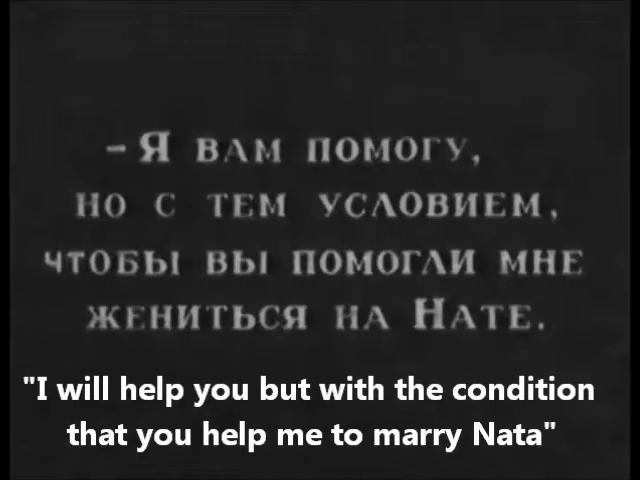 - Я ВАМ ПОМОГУ,
НО С ТЕМ УСЛОВИЕМ,
ЧТОБЫ ВЫ ПОМОГЛИ МНЕ
ЖЕНИТЬСЯ НА НАТЕ.
"I will help you but with the condition
that you help me to marry Nata"